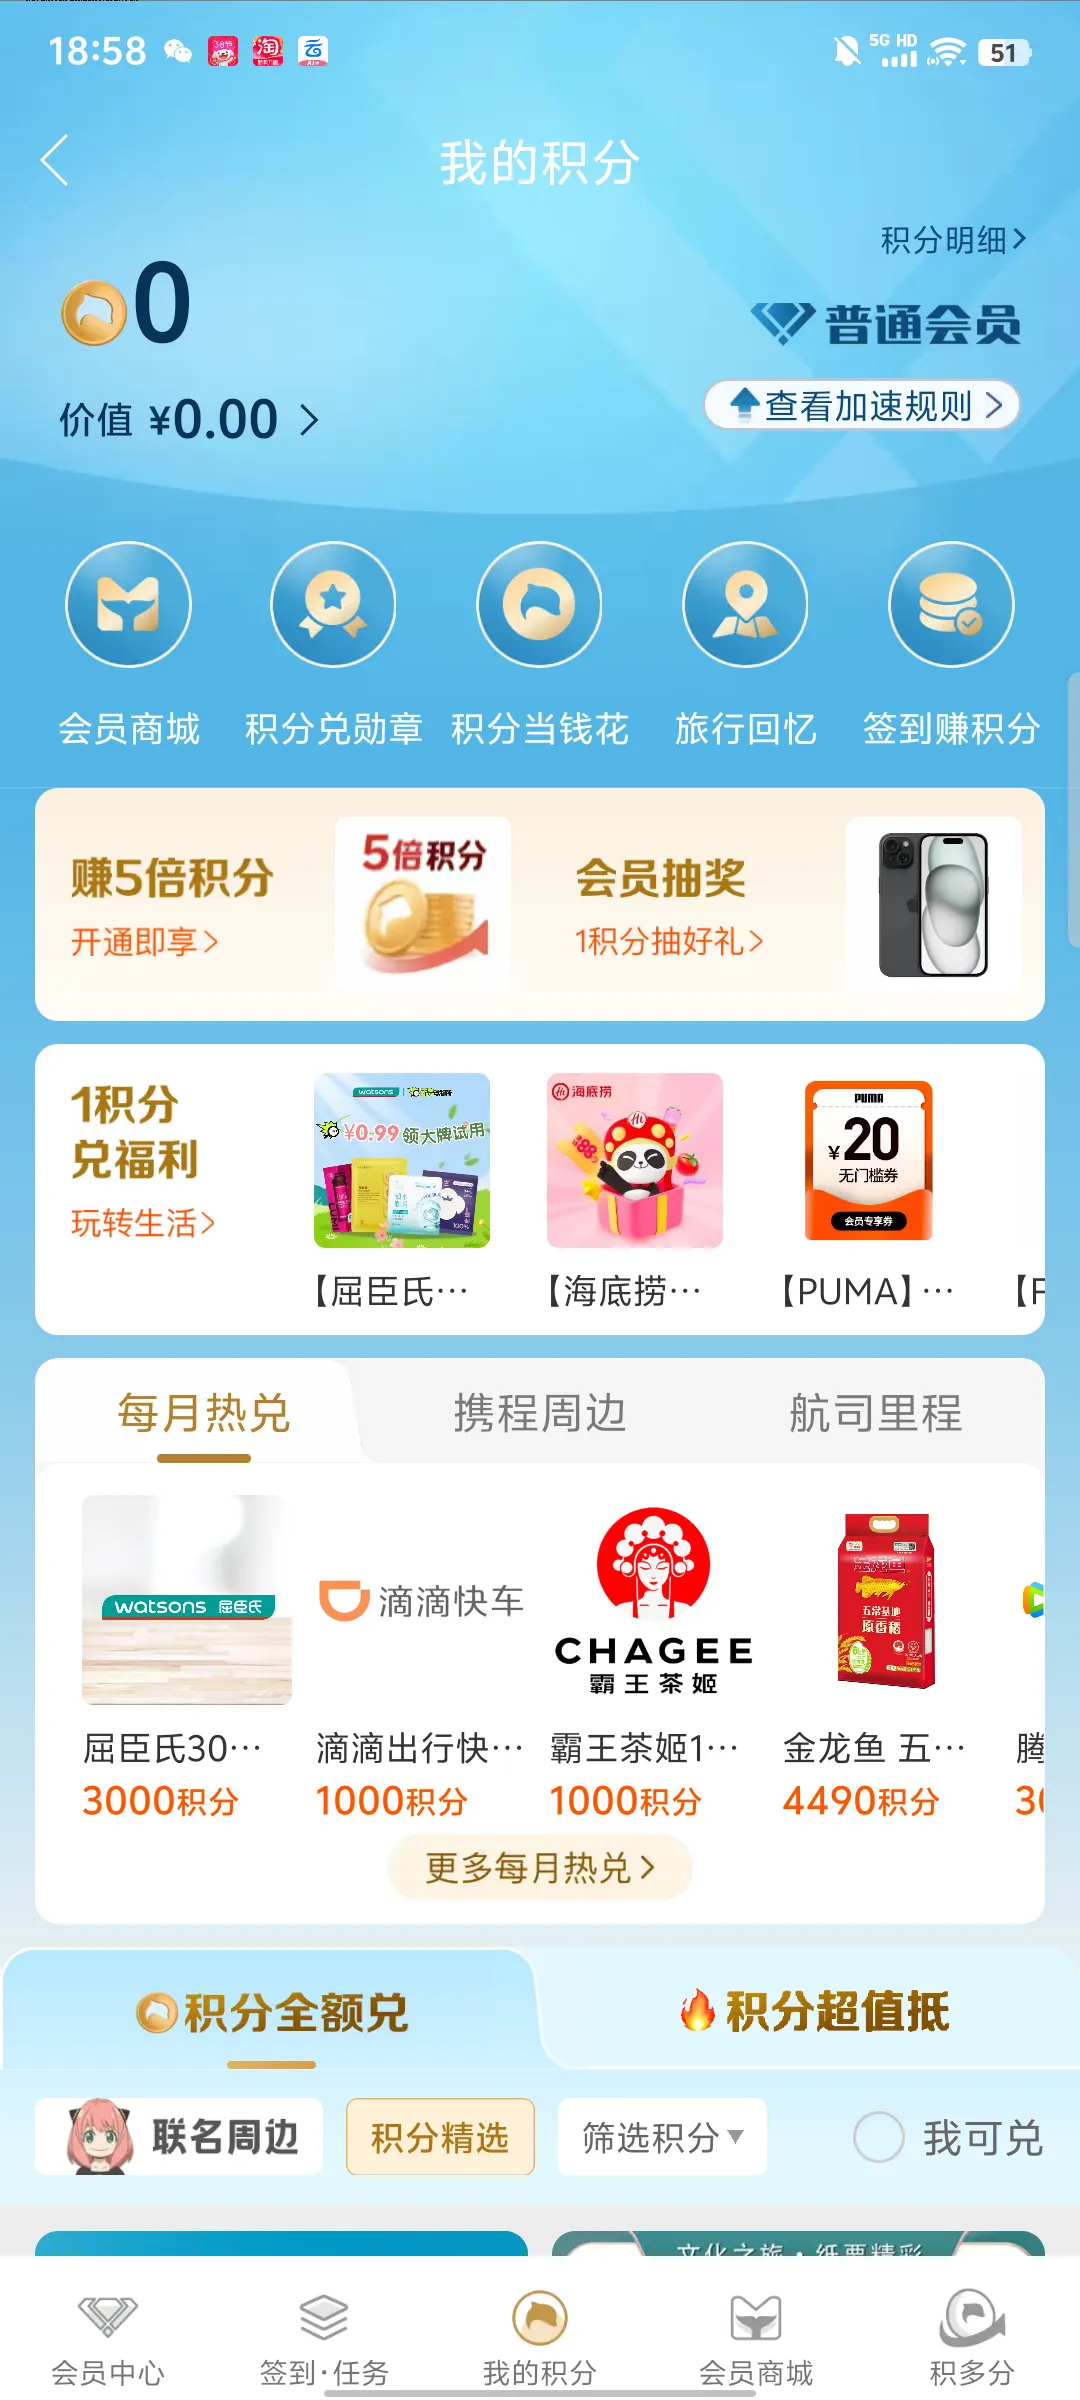 18:58
5G HD
51
我的积分
积分明细
0
普通会员
价值 ¥0.00
查看加速规则
会员商城
积分兑勋章
积分当钱花
旅行回忆
签到赚积分
赚5倍积分
开通即享
5倍积分
会员抽奖
1积分抽好礼
1积分
兑福利
玩转生活
watsons
¥0.99 领大牌试用
海底捞
PUMA
¥20
无门槛券
会员专享券
【屈臣氏…
【海底捞…
【PUMA】…
每月热兑
携程周边
航司里程
watsons 屈臣氏
滴滴快车
CHAGEE
霸王茶姬
五常基地
原香稻
屈臣氏30…
滴滴出行快…
霸王茶姬1…
金龙鱼 五…
腾
3000积分
1000积分
1000积分
4490积分
更多每月热兑
积分全额兑
积分超值抵
联名周边
积分精选
筛选积分
我可兑
会员中心
签到·任务
我的积分
会员商城
积多分